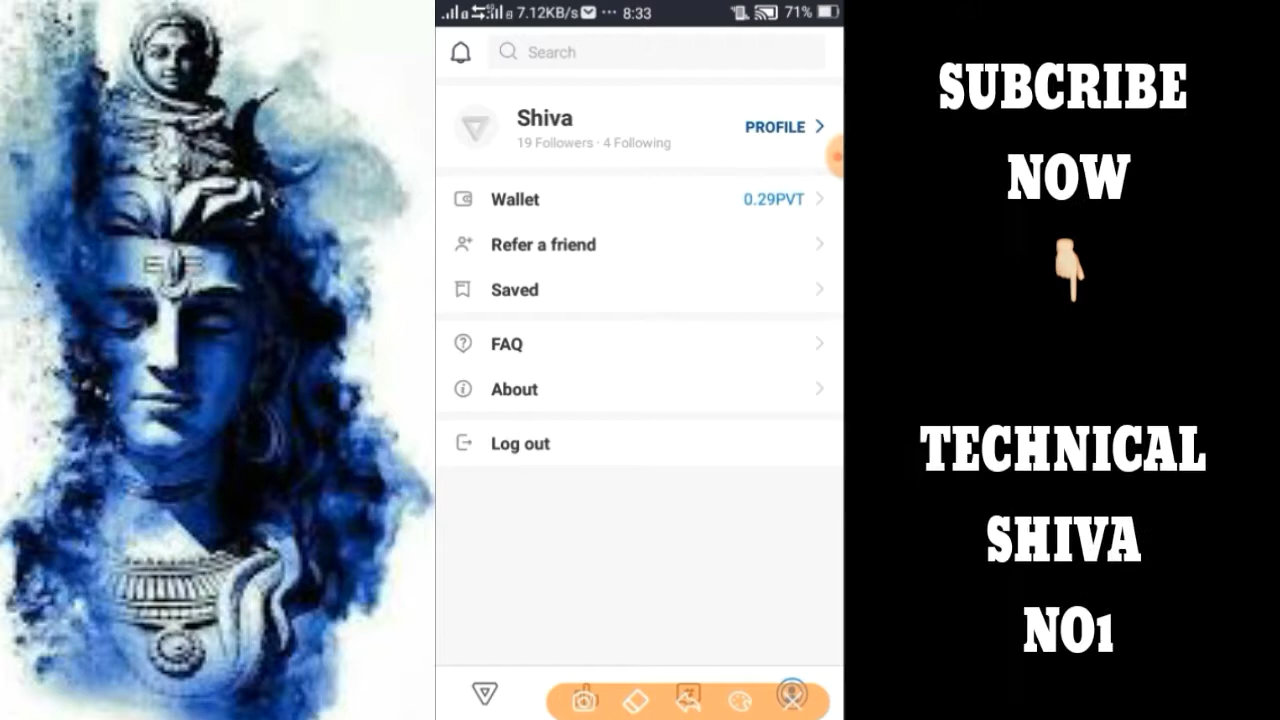 7.12KB/s ··· 8:33 71%
Search
Shiva
19 Followers · 4 Following
PROFILE
Wallet 0.29PVT
Refer a friend
Saved
FAQ
About
Log out
SUBCRIBE
NOW
TECHNICAL
SHIVA
NO1